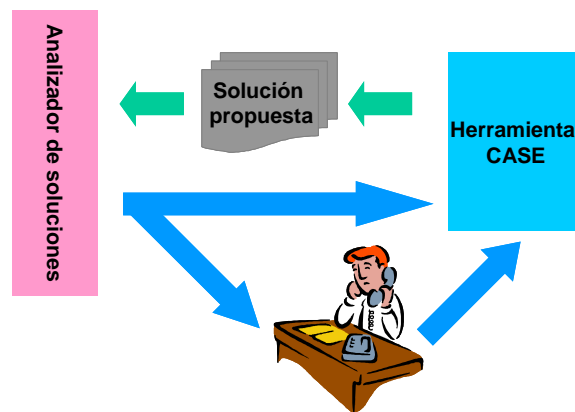 Analizador de soluciones
Solución
propuesta
Herramienta
CASE